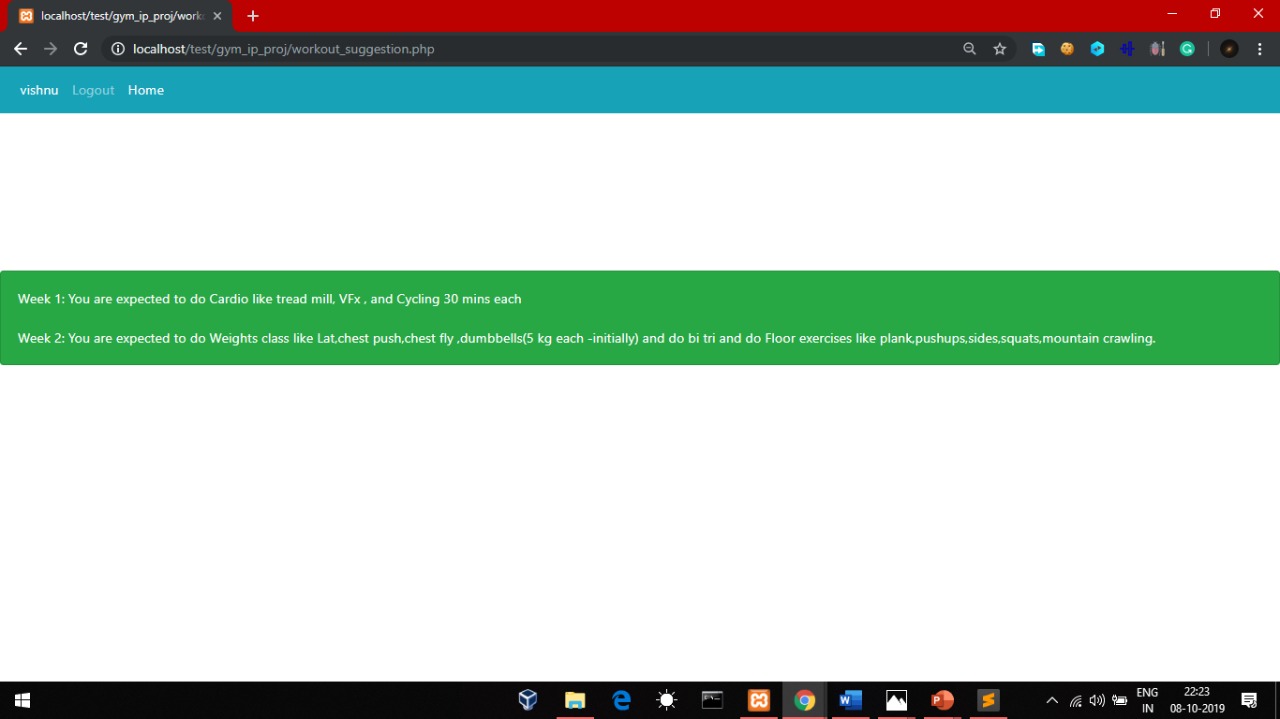 localhost/test/gym_ip_proj/work
localhost/test/gym_ip_proj/workout_suggestion.php
vishnu Logout Home
Week 1: You are expected to do Cardio like tread mill, VFx , and Cycling 30 mins each
Week 2: You are expected to do Weights class like Lat,chest push,chest fly ,dumbbells(5 kg each -initially) and do bi tri and do Floor exercises like plank,pushups,sides,squats,mountain crawling.
ENG 22:23
IN 08-10-2019